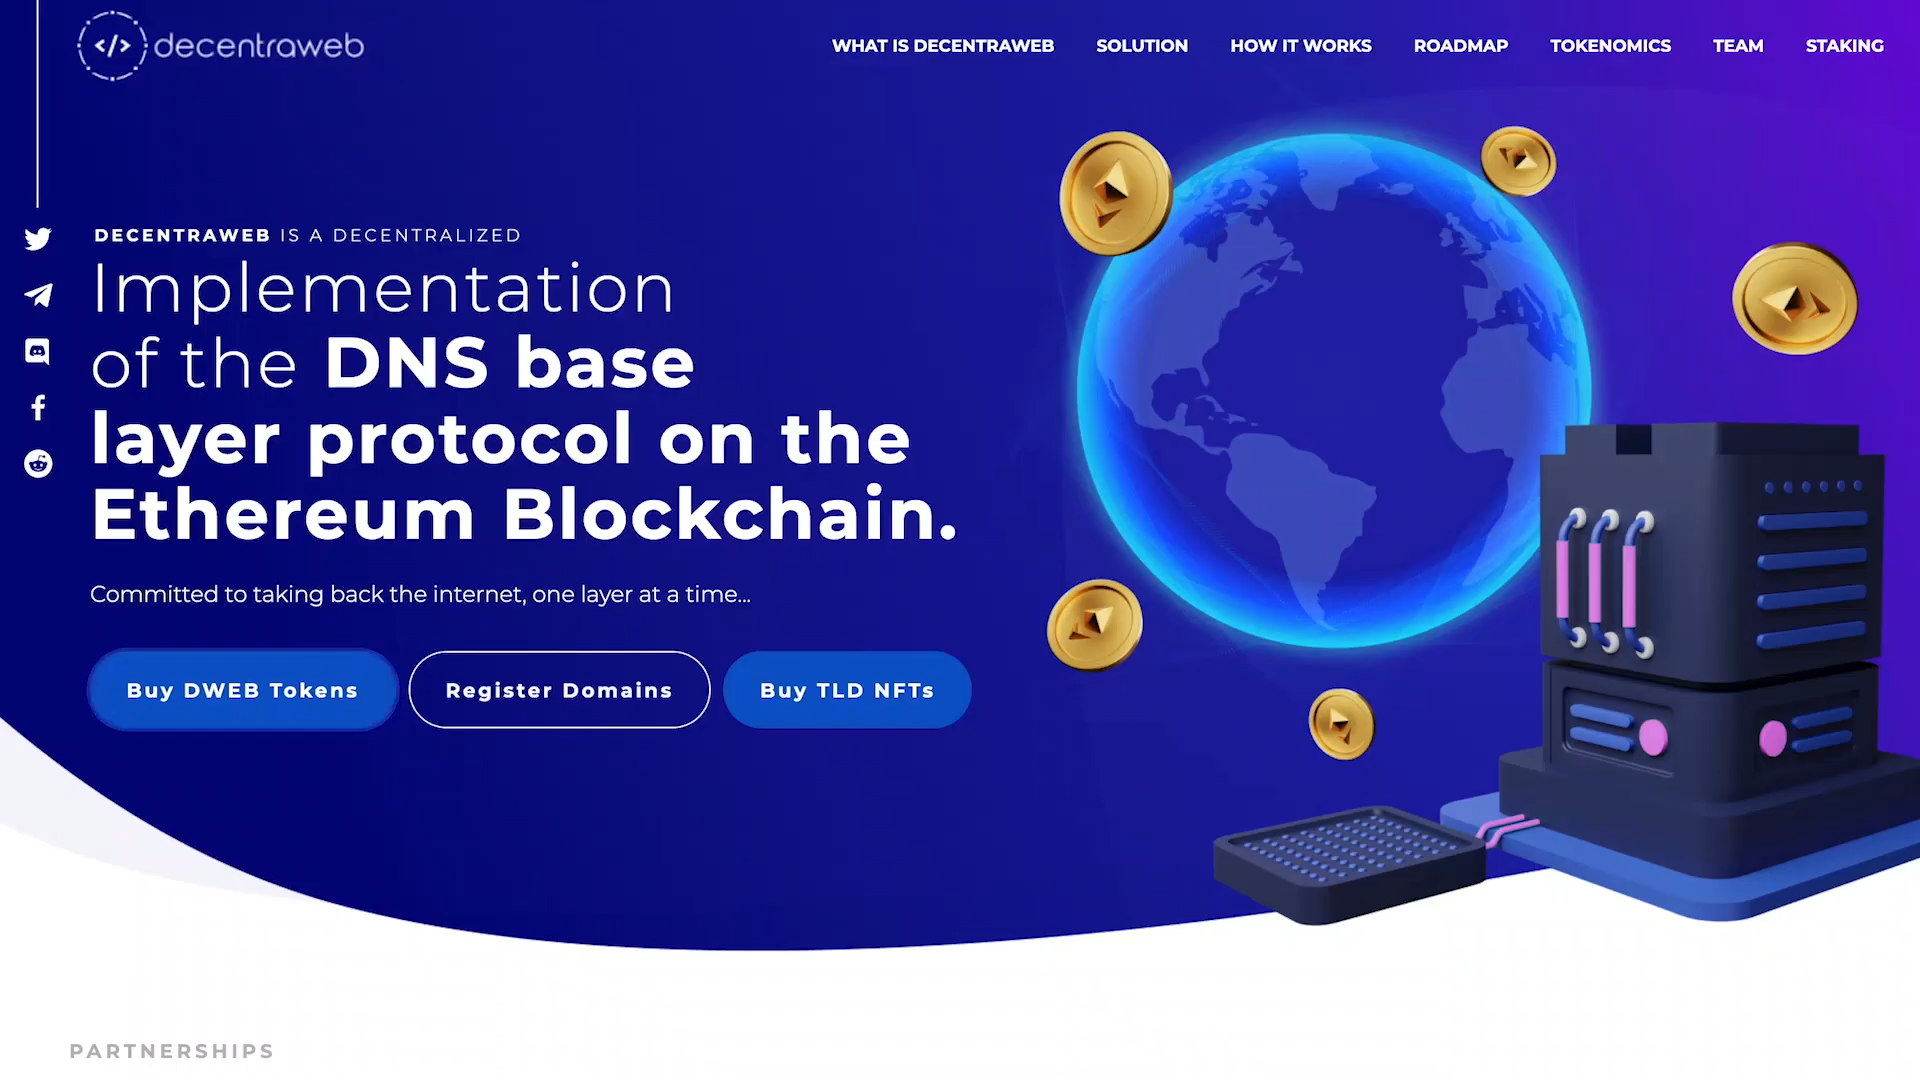 </> decentraweb
WHAT IS DECENTRAWEB SOLUTION HOW IT WORKS ROADMAP TOKENOMICS TEAM STAKING
DECENTRAWEB IS A DECENTRALIZED
Implementation
of the DNS base
layer protocol on the
Ethereum Blockchain.
Committed to taking back the internet, one layer at a time...
Buy DWEB Tokens Register Domains Buy TLD NFTs
PARTNERSHIPS